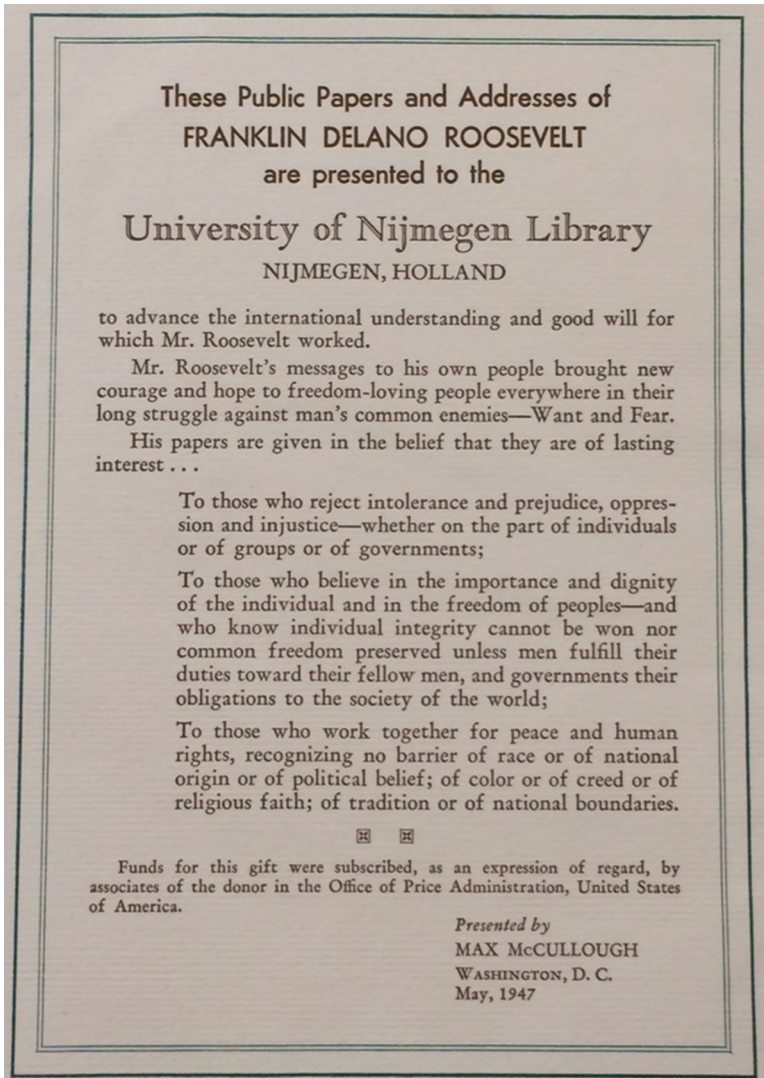 These Public Papers and Addresses of
FRANKLIN DELANO ROOSEVELT
are presented to the
University of Nijmegen Library
NIJMEGEN, HOLLAND
to advance the international understanding and good will for
which Mr. Roosevelt worked.
Mr. Roosevelt's messages to his own people brought new
courage and hope to freedom-loving people everywhere in their
long struggle against man's common enemies—Want and Fear.
His papers are given in the belief that they are of lasting
interest . . .
To those who reject intolerance and prejudice, oppres-
sion and injustice—whether on the part of individuals
or of groups or of governments;
To those who believe in the importance and dignity
of the individual and in the freedom of peoples—and
who know individual integrity cannot be won nor
common freedom preserved unless men fulfill their
duties toward their fellow men, and governments their
obligations to the society of the world;
To those who work together for peace and human
rights, recognizing no barrier of race or of national
origin or of political belief; of color or of creed or of
religious faith; of tradition or of national boundaries.
Funds for this gift were subscribed, as an expression of regard, by
associates of the donor in the Office of Price Administration, United States
of America.
Presented by
MAX McCULLOUGH
WASHINGTON, D. C.
May, 1947